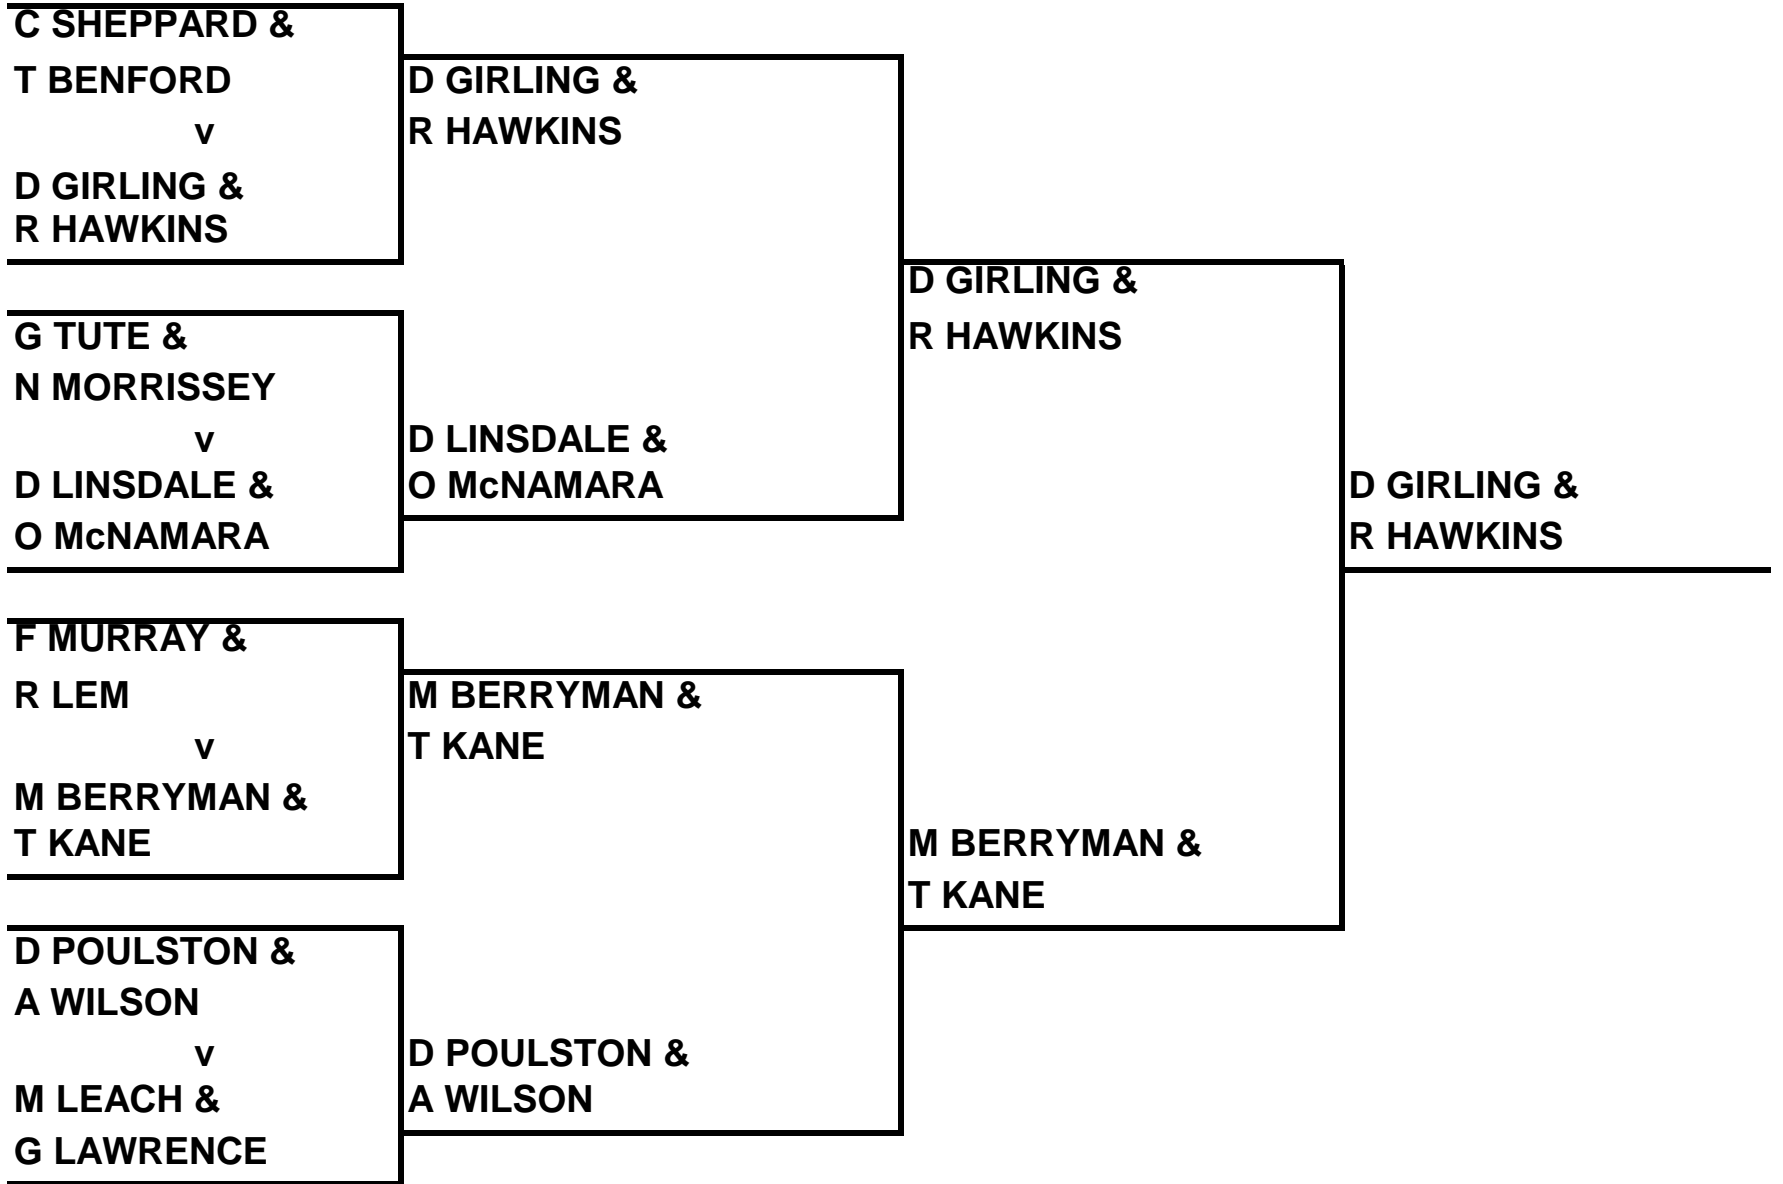 C SHEPPARD &
T BENFORD
v
D GIRLING &
R HAWKINS
G TUTE &
N MORRISSEY
v
D LINSDALE &
O McNAMARA
F MURRAY &
R LEM
v
M BERRYMAN &
T KANE
D POULSTON &
A WILSON
v
M LEACH &
G LAWRENCE
D GIRLING &
R HAWKINS
D LINSDALE &
O McNAMARA
M BERRYMAN &
T KANE
D POULSTON &
A WILSON
D GIRLING &
R HAWKINS
M BERRYMAN &
T KANE
D GIRLING &
R HAWKINS